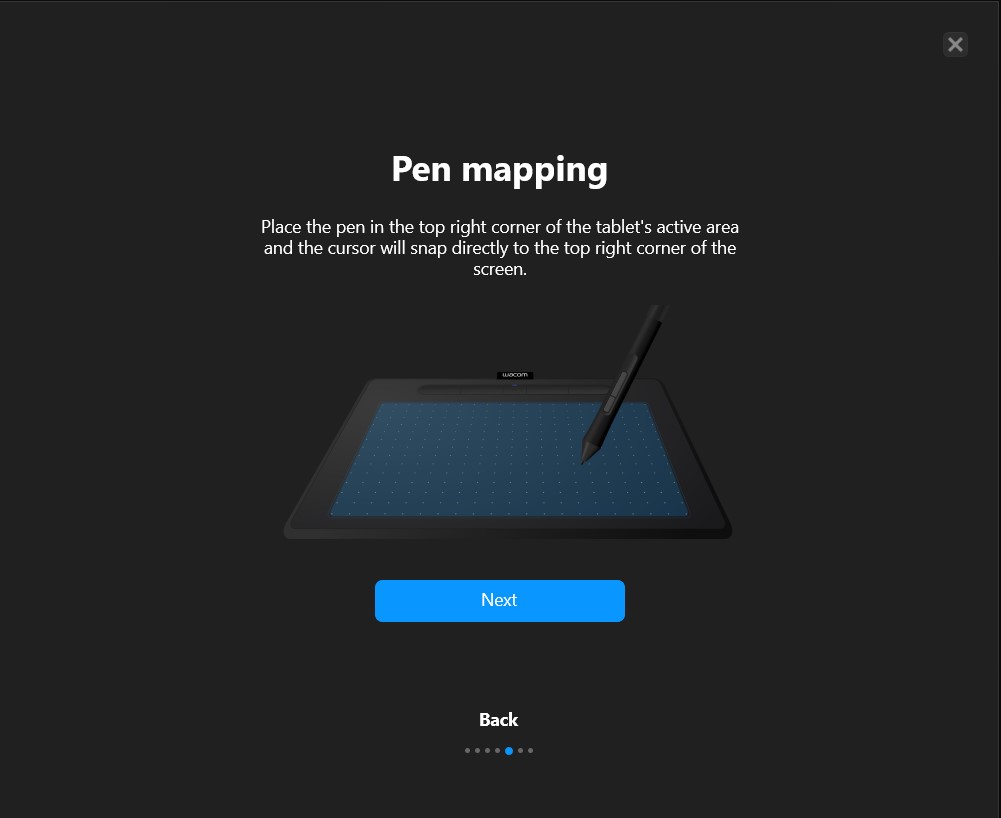 Pen mapping
Place the pen in the top right corner of the tablet's active area
and the cursor will snap directly to the top right corner of the
screen.
wacom
Next
Back